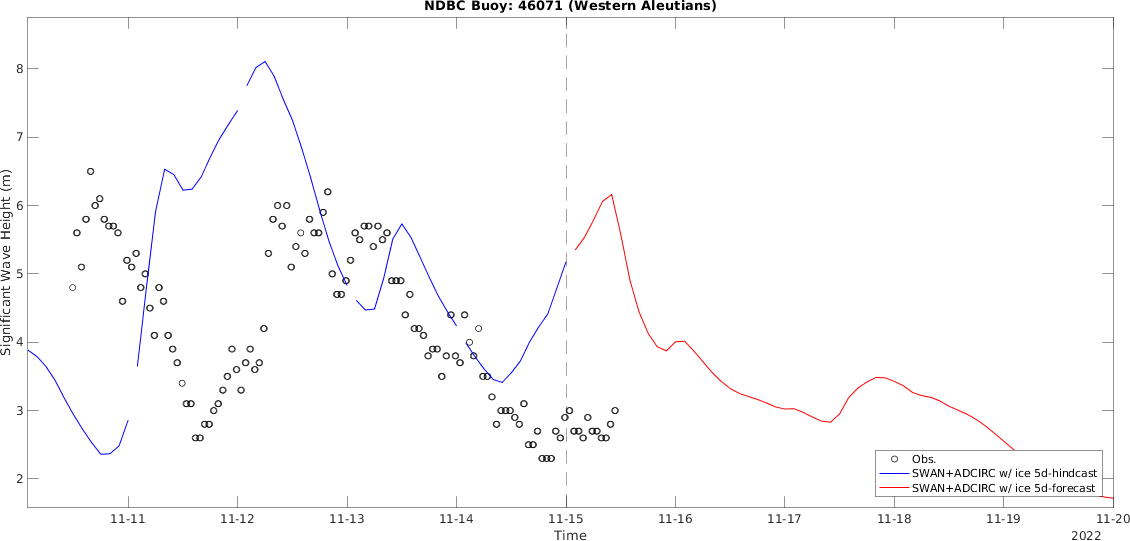 NDBC Buoy: 46071 (Western Aleutians)
Significant Wave Height (m)
8
7
6
5
4
3
2
Obs.
SWAN+ADCIRC w/ ice 5d-hindcast
SWAN+ADCIRC w/ ice 5d-forecast
11-11 11-12 11-13 11-14 11-15 11-16 11-17 11-18 11-19 11-20
Time
2022